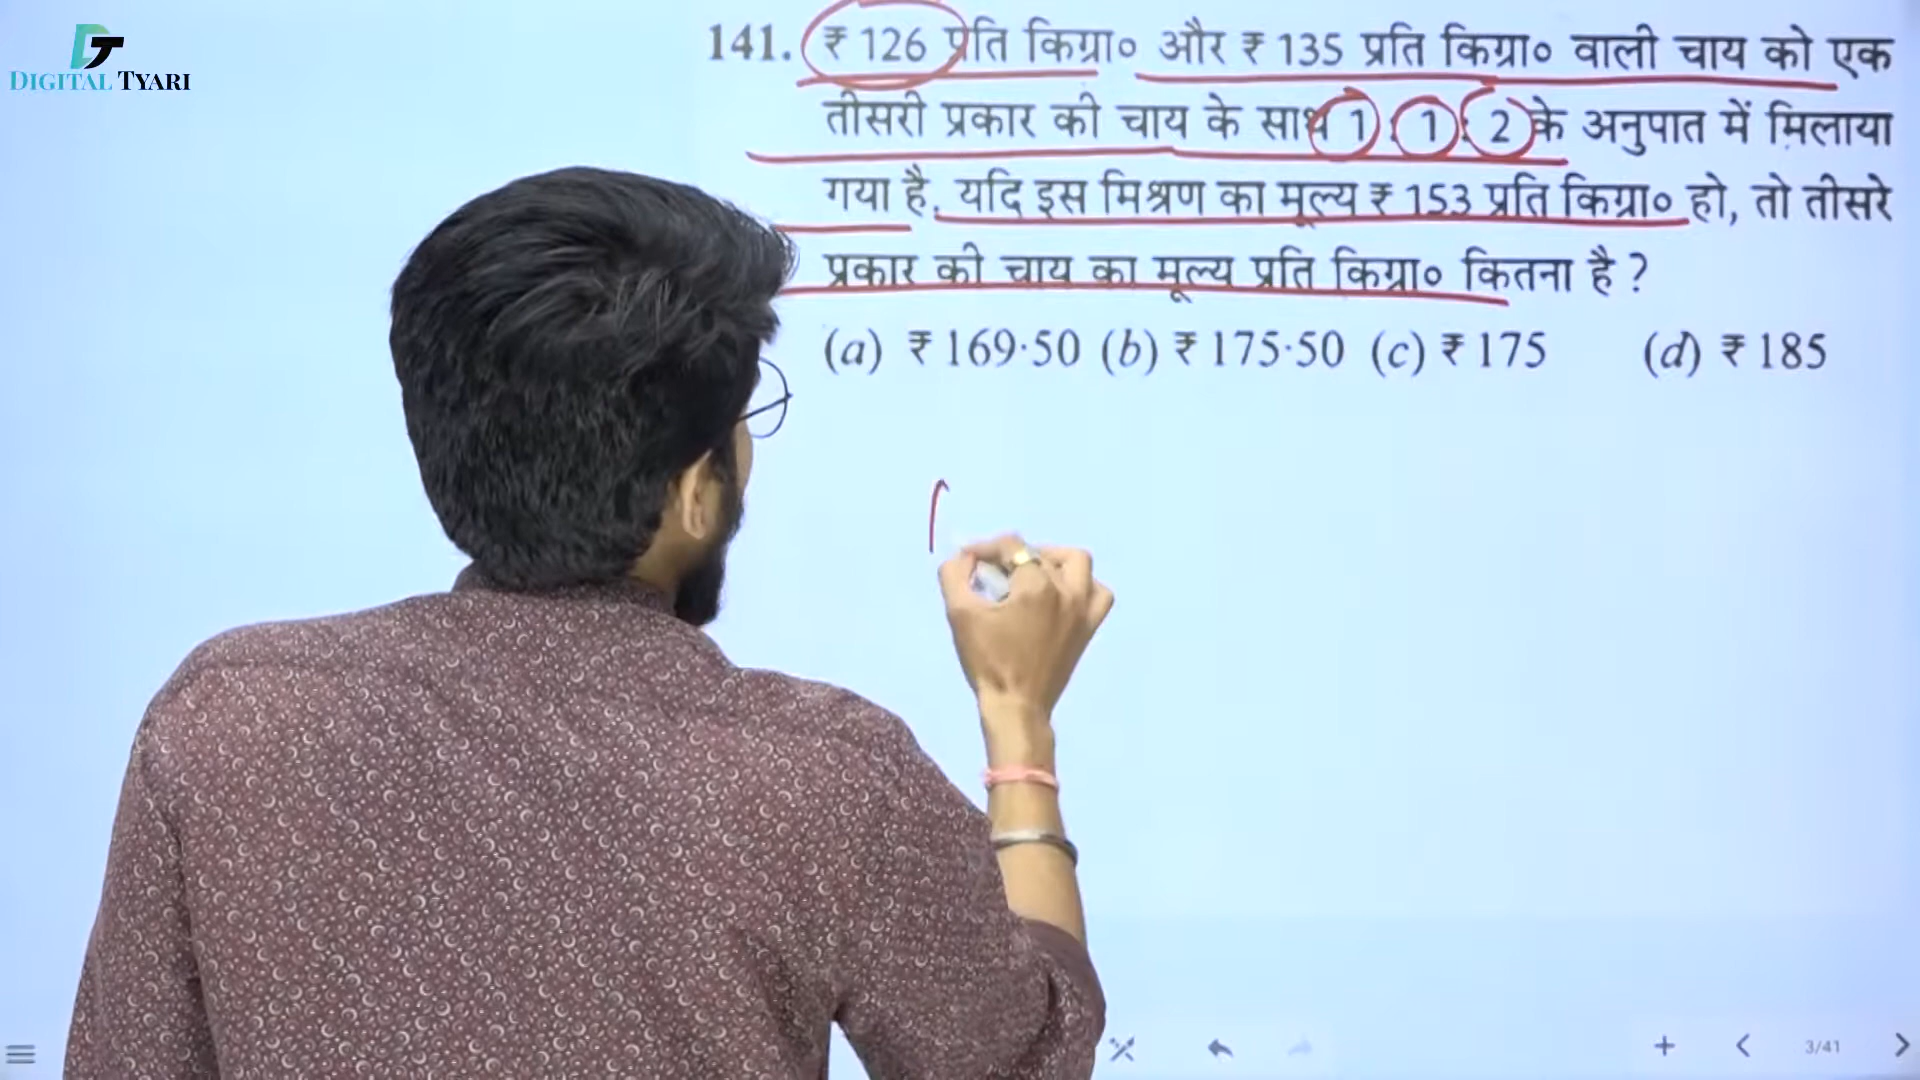 DT
DIGITAL TYARI
141. ₹ 126 प्रति किग्रा० और ₹ 135 प्रति किग्रा० वाली चाय को एक
तीसरी प्रकार की चाय के साथ 1 : 1 : 2 के अनुपात में मिलाया
गया है. यदि इस मिश्रण का मूल्य ₹ 153 प्रति किग्रा० हो, तो तीसरे
प्रकार की चाय का मूल्य प्रति किग्रा० कितना है ?
(a) ₹ 169·50 (b) ₹ 175·50 (c) ₹ 175 (d) ₹ 185
3/41